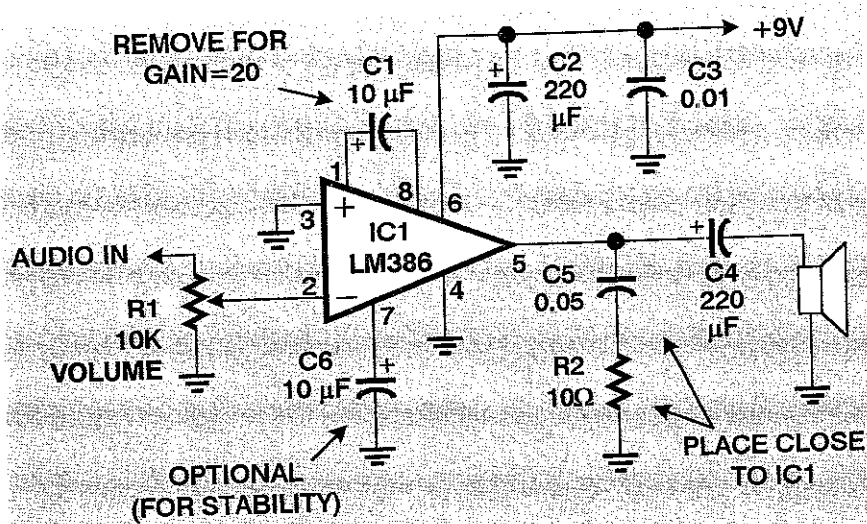 REMOVE FOR
GAIN=20
C1
10 µF
+
1
8
+9V
+
C2
220
µF
C3
0.01
AUDIO IN
R1
10K
VOLUME
3
+
IC1
LM386
2
−
6
5
4
7
C6
10 µF
+
OPTIONAL
(FOR STABILITY)
C5
0.05
R2
10Ω
+
C4
220
µF
PLACE CLOSE
TO IC1